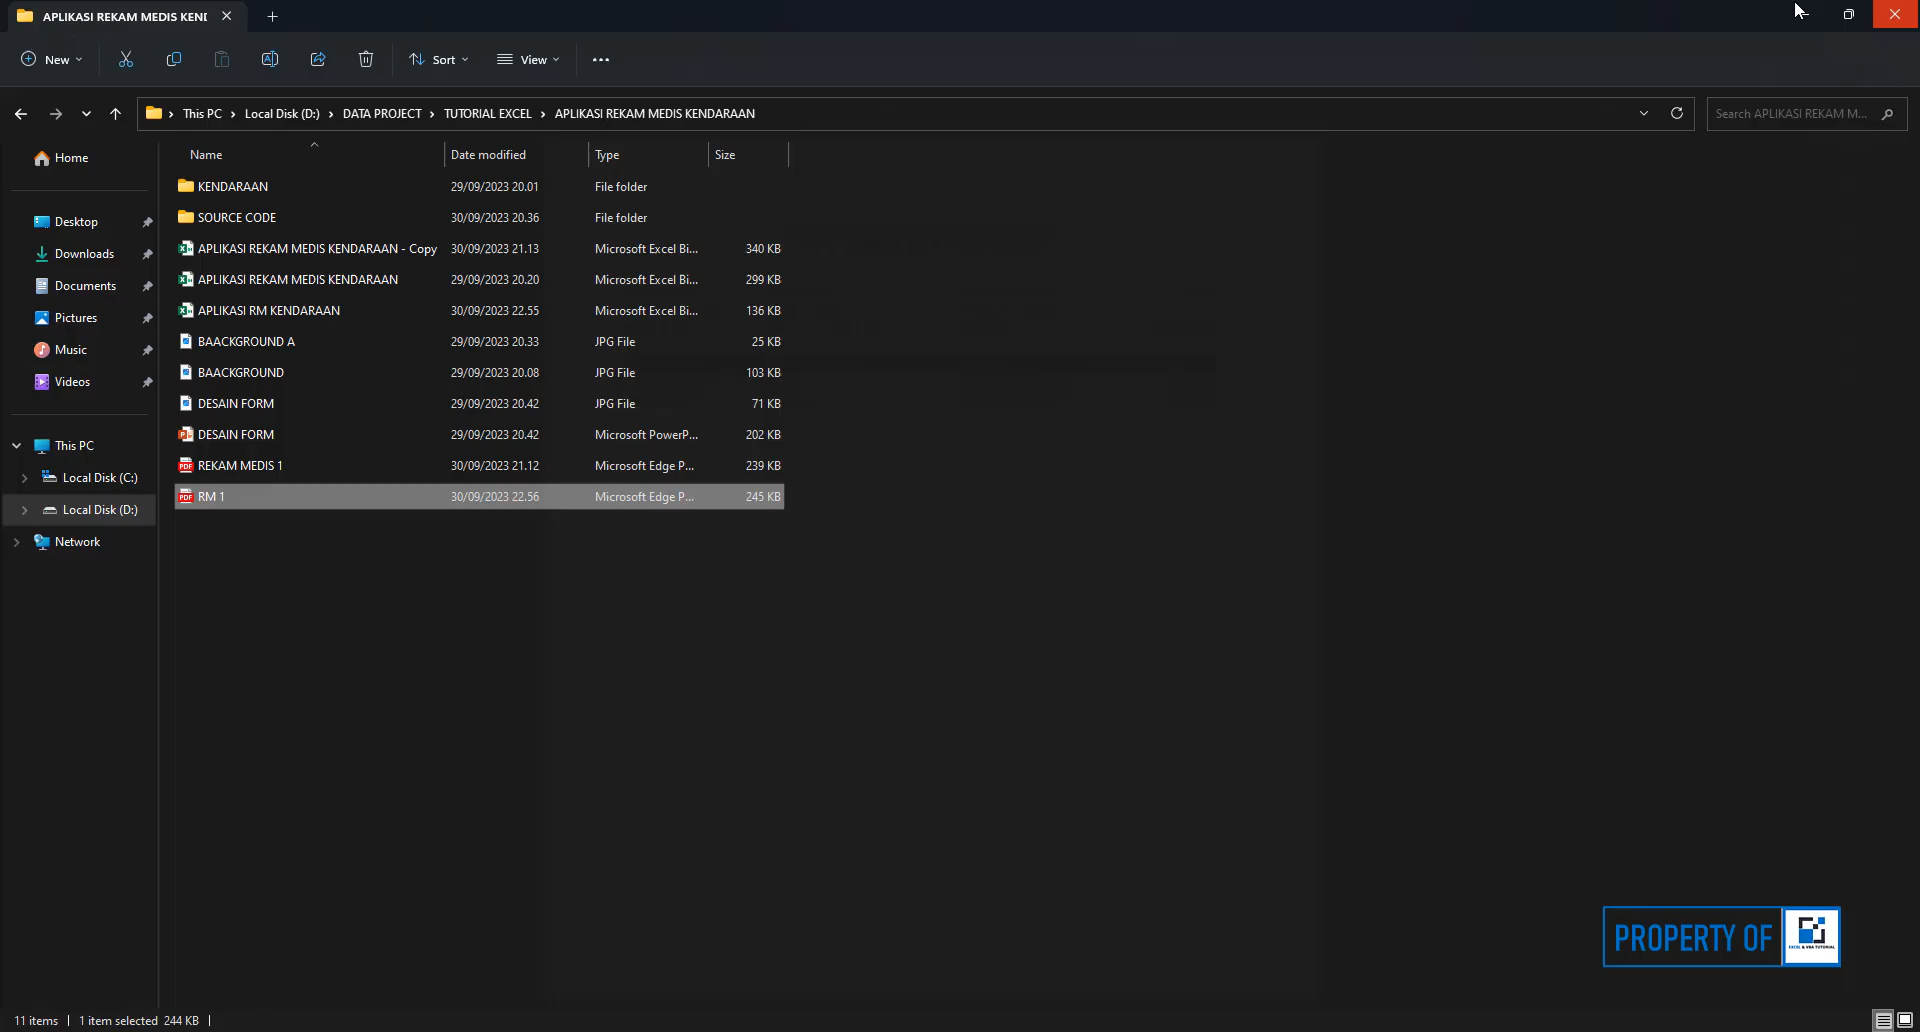 APLIKASI REKAM MEDIS KENI
New
Sort
View
This PC > Local Disk (D:) > DATA PROJECT > TUTORIAL EXCEL > APLIKASI REKAM MEDIS KENDARAAN
Search APLIKASI REKAM M...
Name Date modified Type Size
Home
Desktop
Downloads
Documents
Pictures
Music
Videos
This PC
Local Disk (C:)
Local Disk (D:)
Network
KENDARAAN 29/09/2023 20.01 File folder
SOURCE CODE 30/09/2023 20.36 File folder
APLIKASI REKAM MEDIS KENDARAAN - Copy 30/09/2023 21.13 Microsoft Excel Bi... 340 KB
APLIKASI REKAM MEDIS KENDARAAN 29/09/2023 20.20 Microsoft Excel Bi... 299 KB
APLIKASI RM KENDARAAN 30/09/2023 22.55 Microsoft Excel Bi... 136 KB
BAACKGROUND A 29/09/2023 20.33 JPG File 25 KB
BAACKGROUND 29/09/2023 20.08 JPG File 103 KB
DESAIN FORM 29/09/2023 20.42 JPG File 71 KB
DESAIN FORM 29/09/2023 20.42 Microsoft PowerP... 202 KB
REKAM MEDIS 1 30/09/2023 21.12 Microsoft Edge P... 239 KB
RM 1 30/09/2023 22.56 Microsoft Edge P... 245 KB
PROPERTY OF
EXCEL & VBA TUTORIAL
11 items | 1 item selected 244 KB |